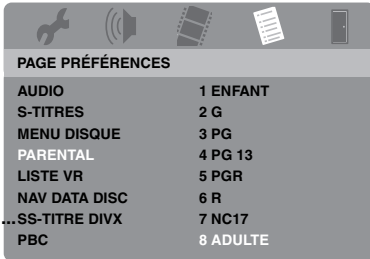 PAGE PRÉFÉRENCES
AUDIO 1 ENFANT
S-TITRES 2 G
MENU DISQUE 3 PG
PARENTAL 4 PG 13
LISTE VR 5 PGR
NAV DATA DISC 6 R
...SS-TITRE DIVX 7 NC17
PBC 8 ADULTE